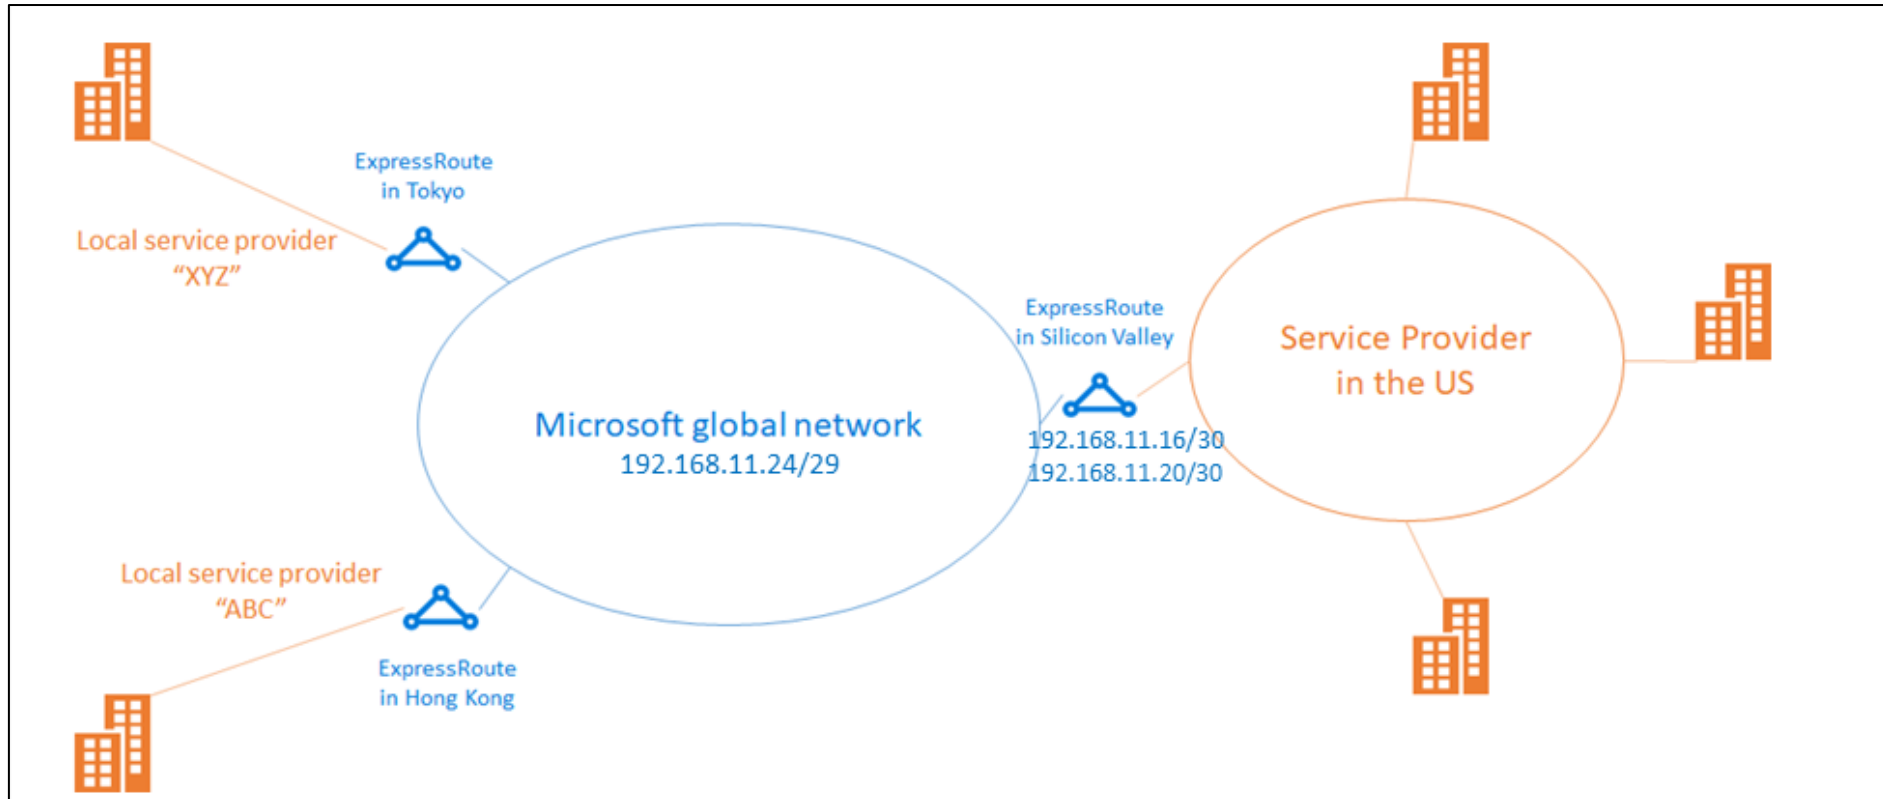 ExpressRoute
in Tokyo
Local service provider
“XYZ”
ExpressRoute
in Silicon Valley
Service Provider
in the US
Microsoft global network
192.168.11.24/29
192.168.11.16/30
192.168.11.20/30
Local service provider
“ABC”
ExpressRoute
in Hong Kong